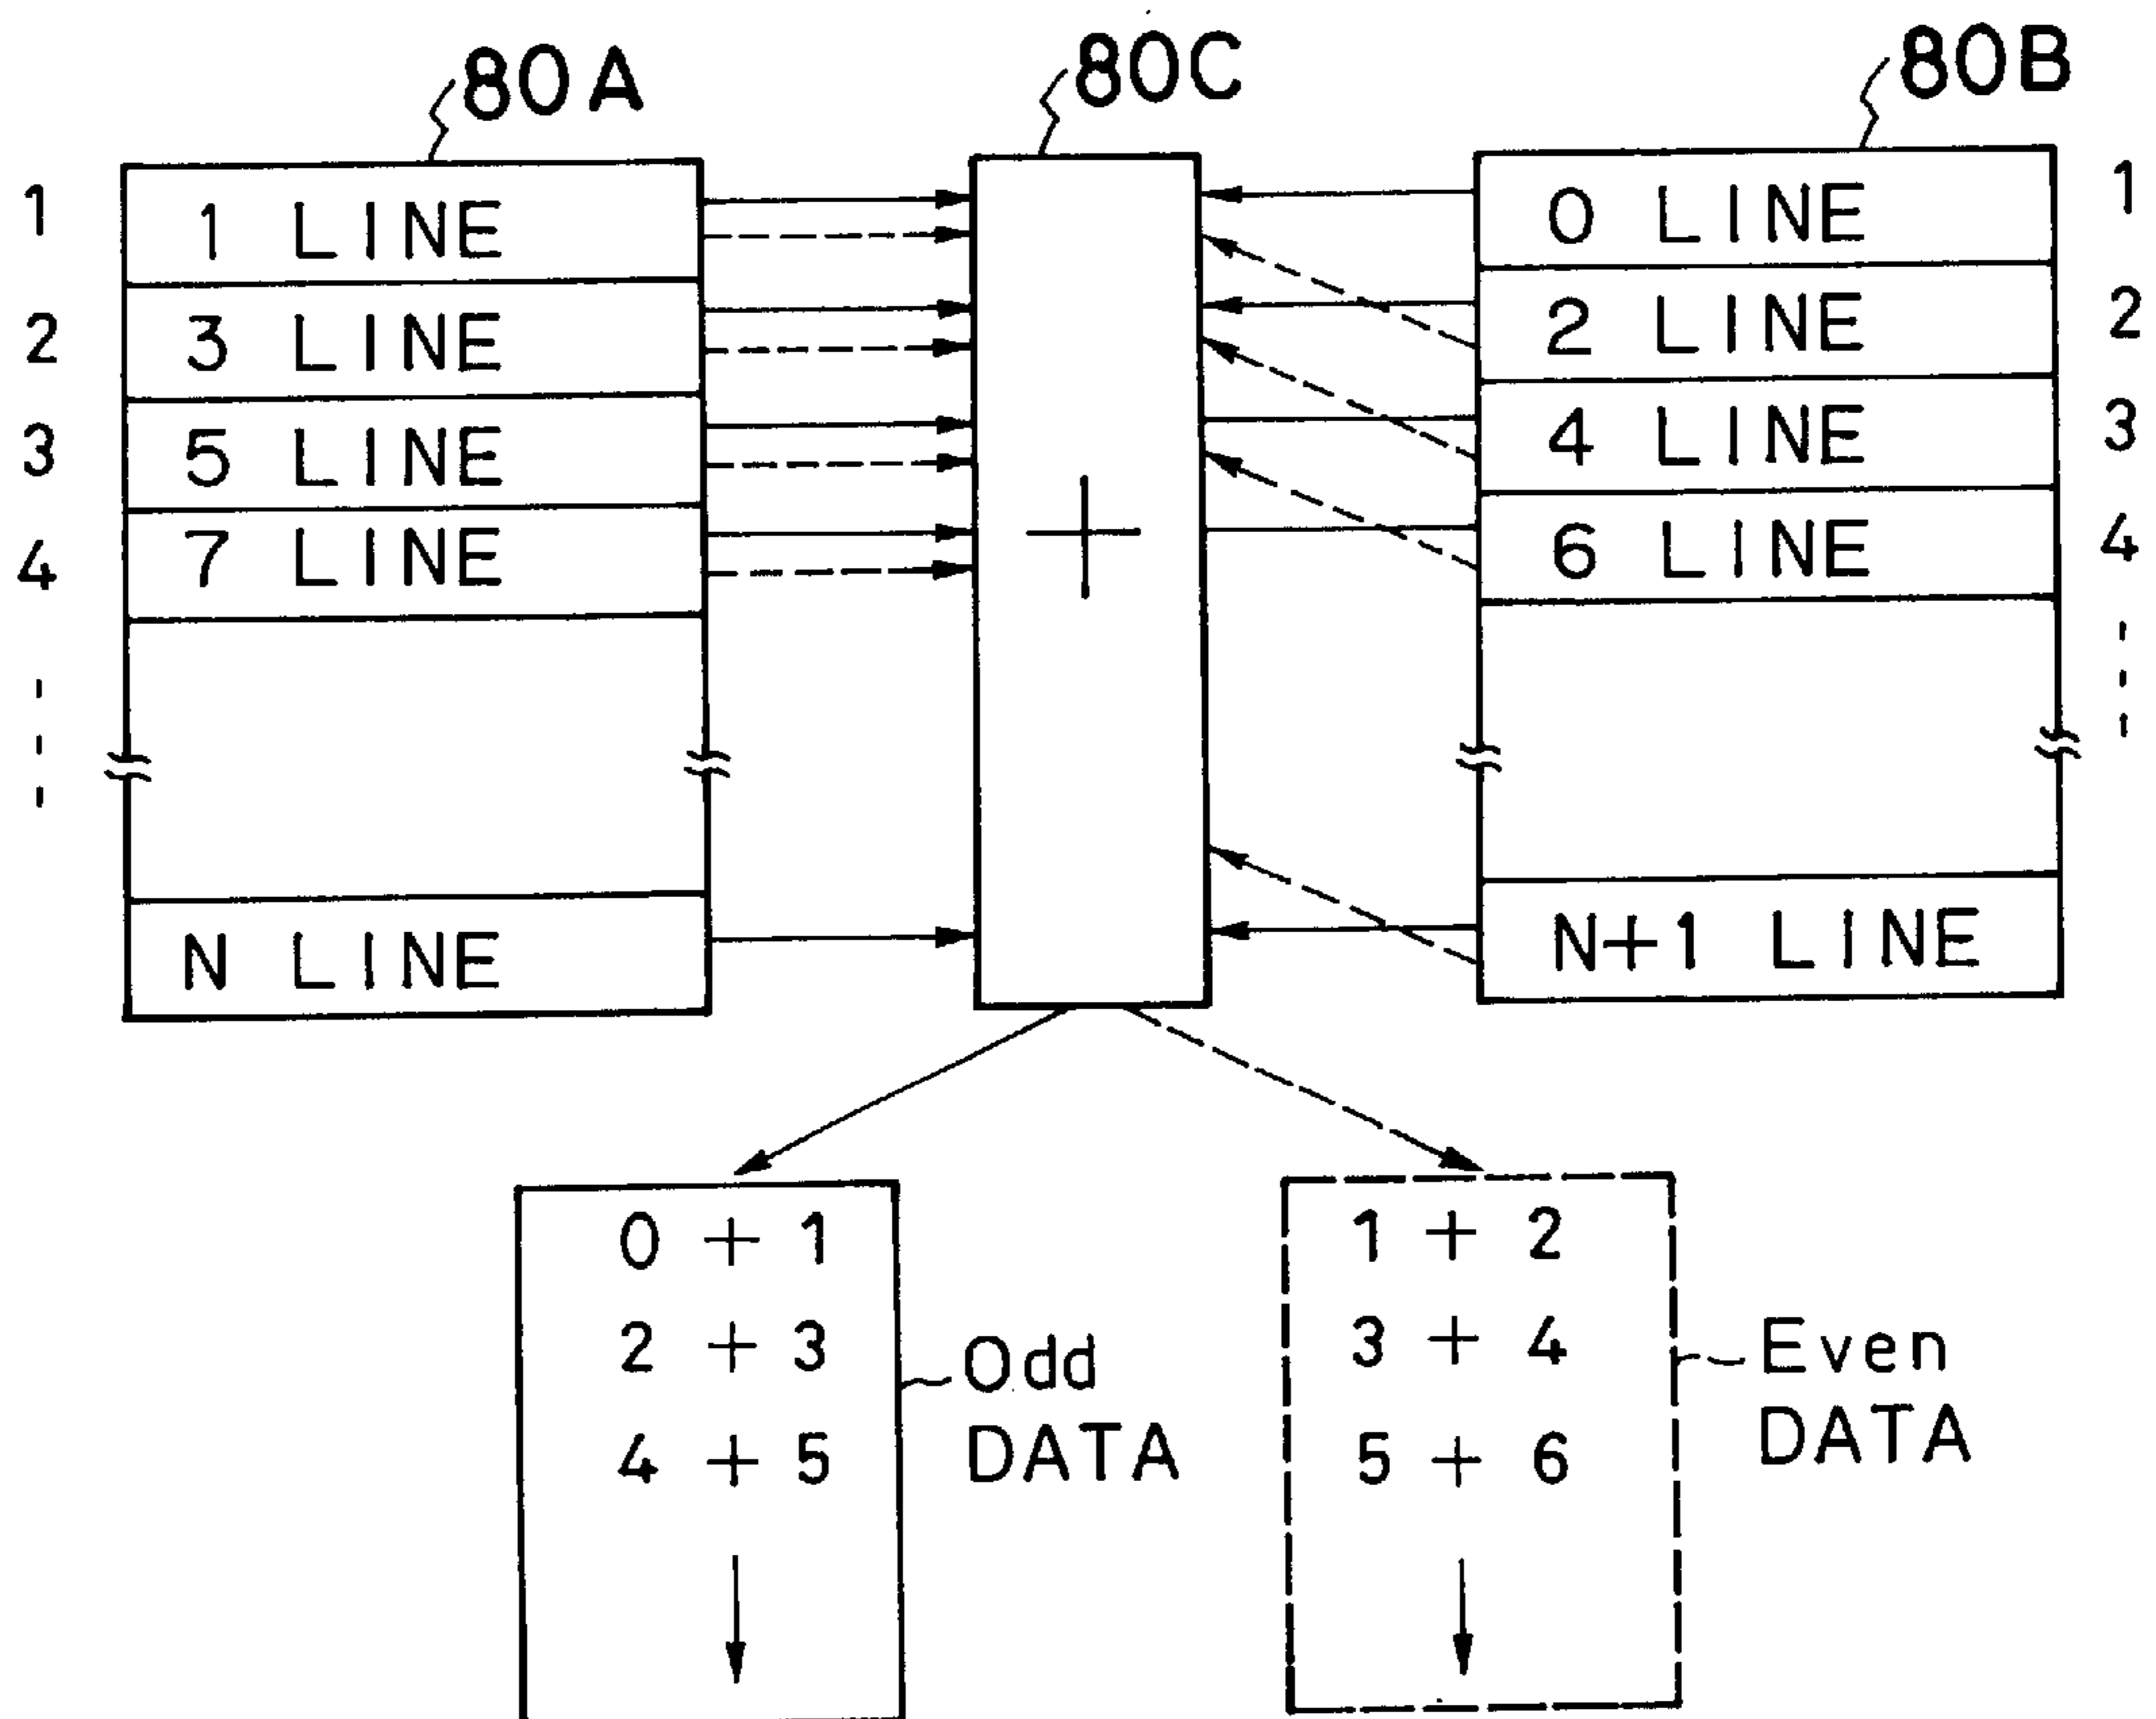 80A 80C 80B
1 1 LINE 0 LINE 1
2 3 LINE 2 LINE 2
3 5 LINE 4 LINE 3
4 7 LINE 6 LINE 4
+
N LINE N+1 LINE
0 + 1 1 + 2
2 + 3 3 + 4
Odd Even
DATA DATA
4 + 5 5 + 6